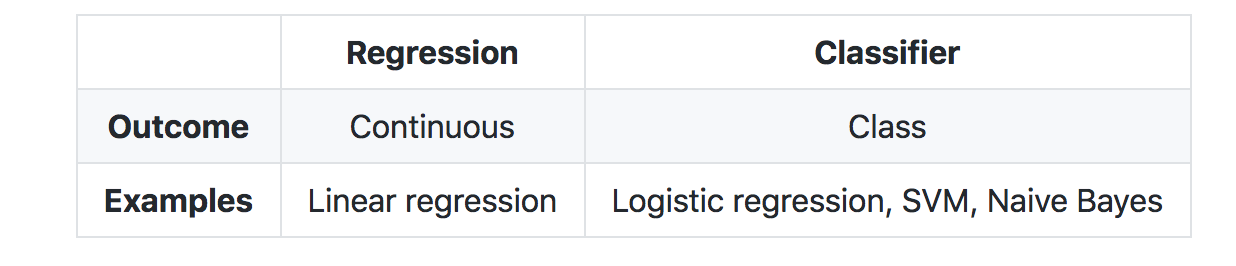 Regression Classifier
Outcome Continuous Class
Examples Linear regression Logistic regression, SVM, Naive Bayes